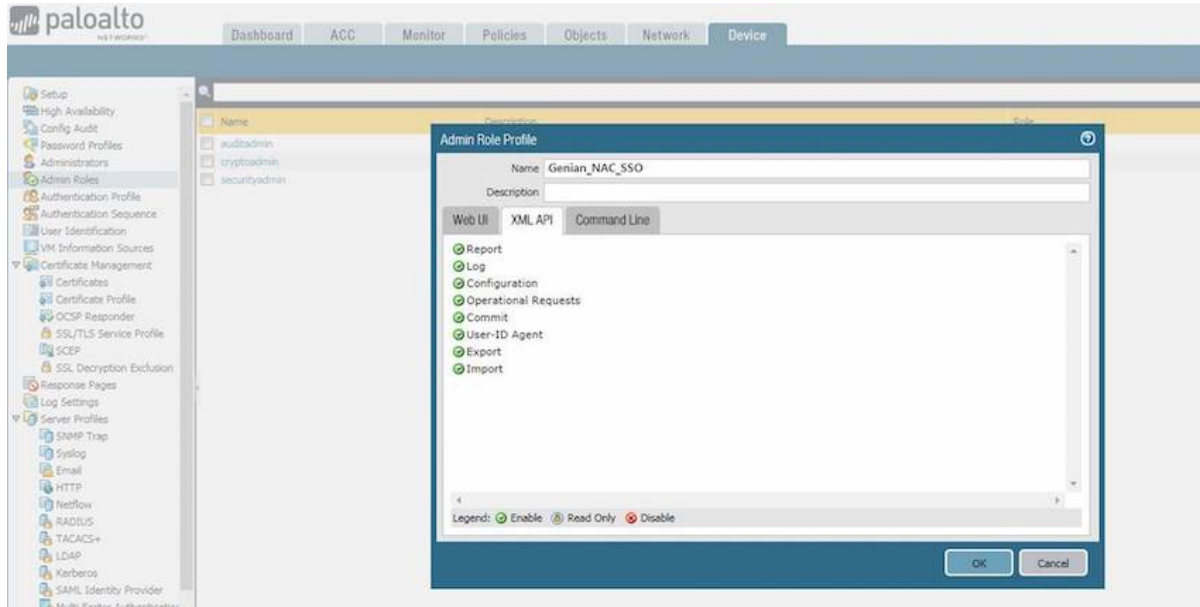 paloalto
NETWORKS
Dashboard ACC Monitor Policies Objects Network Device
Setup
High Availability
Config Audit
Password Profiles
Administrators
Admin Roles
Authentication Profile
Authentication Sequence
User Identification
VM Information Sources
Certificate Management
Certificates
Certificate Profile
OCSP Responder
SSL/TLS Service Profile
SCEP
SSL Decryption Exclusion
Response Pages
Log Settings
Server Profiles
SNMP Trap
Syslog
Email
HTTP
Netflow
RADIUS
TACACS+
LDAP
Kerberos
SAML Identity Provider
Name Description Role
auditadmin
cryptoadmin
securityadmin
Admin Role Profile
Name Genian_NAC_SSO
Description
Web UI XML API Command Line
Report
Log
Configuration
Operational Requests
Commit
User-ID Agent
Export
Import
Legend: Enable Read Only Disable
OK Cancel